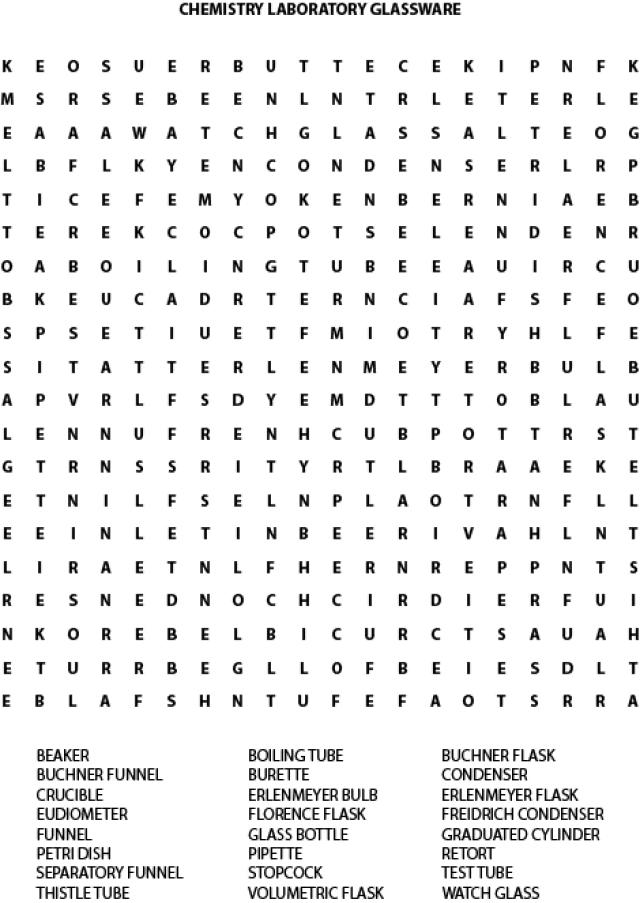 CHEMISTRY LABORATORY GLASSWARE
K E O S U E R B U T T E C E K I P N F K
M S R S E B E E N L N T R L E T E R L E
E A A A W A T C H G L A S S A L T E O G
L B F L K Y E N C O N D E N S E R L R P
T I C E F E M Y O K E N B E R N I A E B
T E R E K C O C P O T S E L E N D E N R
O A B O I L I N G T U B E E A U I R C U
B K E U C A D R T E R N C I A F S F E O
S P S E T I U E T F M I O T R Y H L F E
S I T A T T E R L E N M E Y E R B U L B
A P V R L F S D Y E M D T T T O B L A U
L E N N U F R E N H C U B P O T T R S T
G T R N S S R I T Y R T L B R A A E K E
E T N I L F S E L N P L A O T R N F L L
E E I N L E T I N B E E R I V A H L N T
L I R A E T N L F H E R N R E P P N T S
R E S N E D N O C H C I R D I E R F U I
N K O R E B E L B I C U R C T S A U A H
E T U R R B E G L L O F B E I E S D L T
E B L A F S H N T U F E F A O T S R R A
BEAKER BOILING TUBE BUCHNER FLASK
BUCHNER FUNNEL BURETTE CONDENSER
CRUCIBLE ERLENMEYER BULB ERLENMEYER FLASK
EUDIOMETER FLORENCE FLASK FREIDRICH CONDENSER
FUNNEL GLASS BOTTLE GRADUATED CYLINDER
PETRI DISH PIPETTE RETORT
SEPARATORY FUNNEL STOPCOCK TEST TUBE
THISTLE TUBE VOLUMETRIC FLASK WATCH GLASS